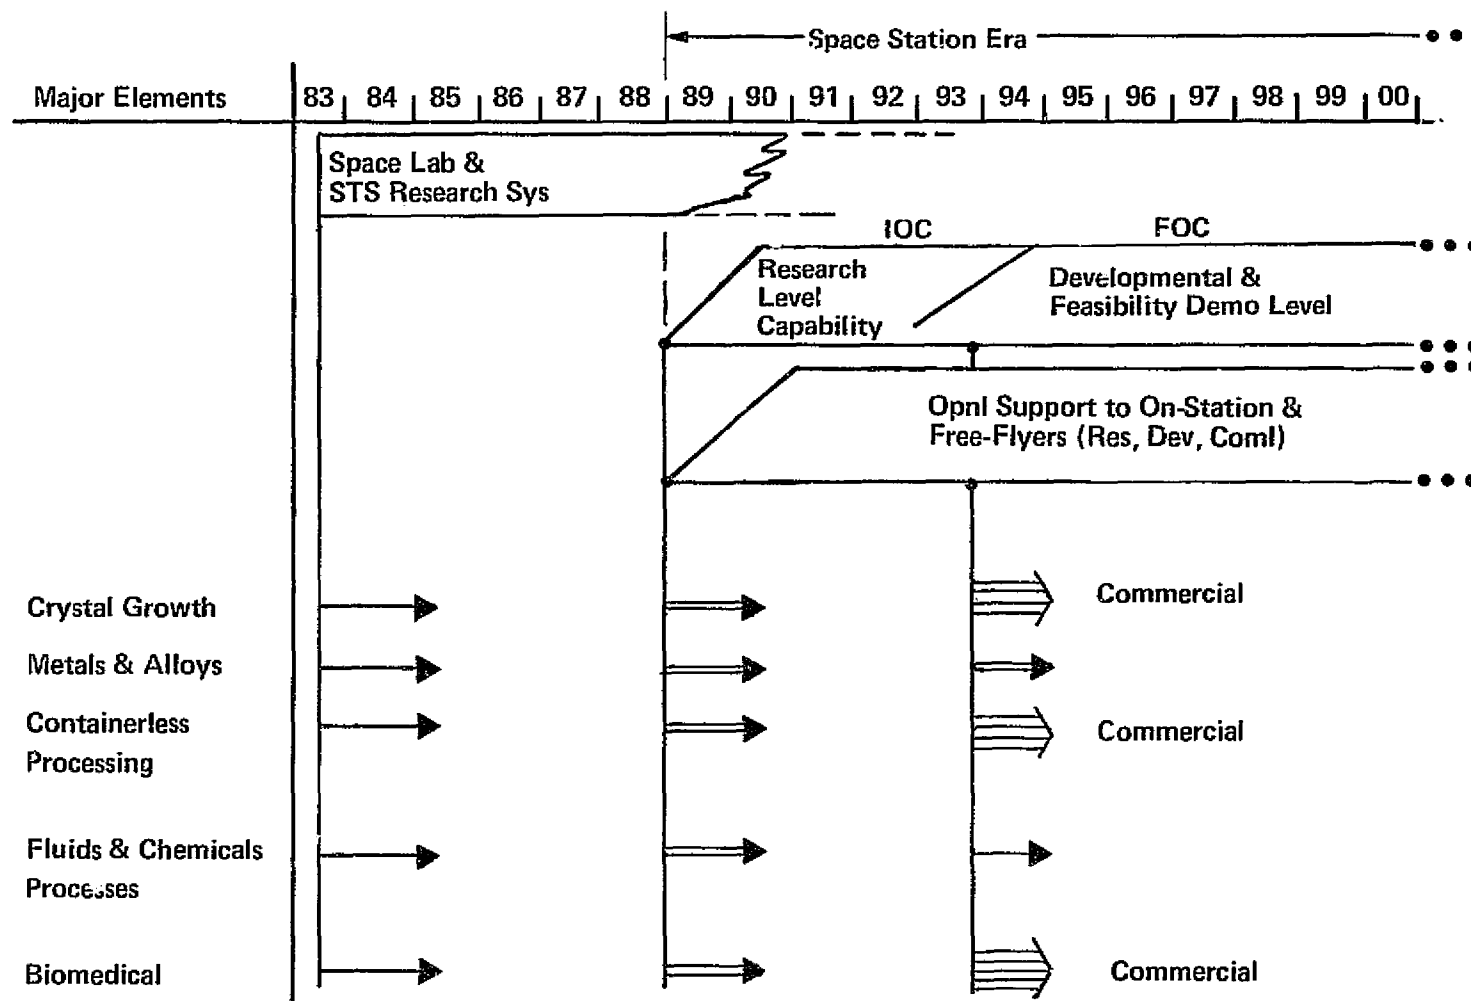 Space Station Era
Major Elements 83 84 85 86 87 88 89 90 91 92 93 94 95 96 97 98 99 00
Space Lab &
STS Research Sys
IOC FOC
Research
Level
Capability
Developmental &
Feasibility Demo Level
Opnl Support to On-Station &
Free-Flyers (Res, Dev, Coml)
Crystal Growth Commercial
Metals & Alloys
Containerless
Processing
Commercial
Fluids & Chemicals
Processes
Biomedical Commercial